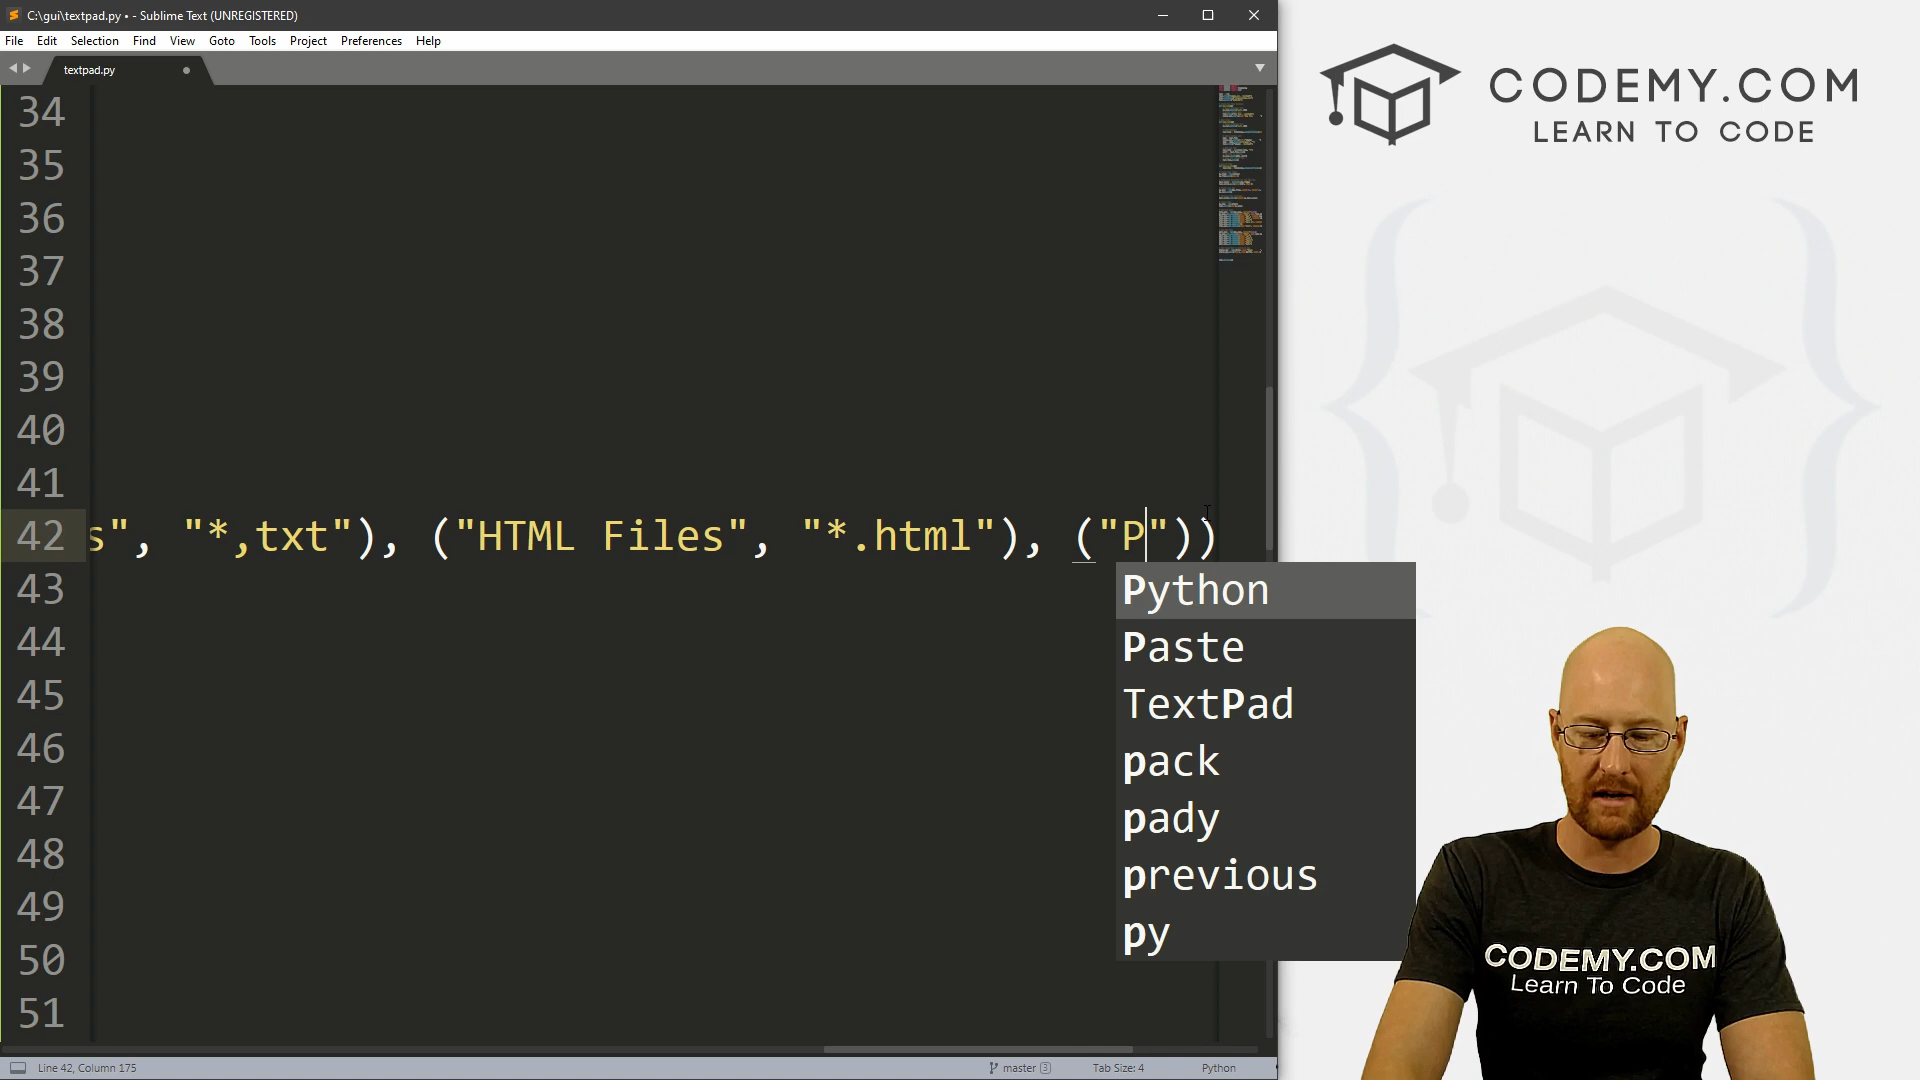 C:\gui\textpad.py • - Sublime Text (UNREGISTERED)
File Edit Selection Find View Goto Tools Project Preferences Help
textpad.py
CODEMY.COM
LEARN TO CODE
34
35
36
37
38
39
40
41
42 s", "*,txt"), ("HTML Files", "*.html"), ("P"))
43
44
45
46
47
48
49
50
51
Python
Paste
TextPad
pack
pady
previous
py
CODEMY.COM
Learn To Code
Line 42, Column 175
master 3
Tab Size: 4
Python